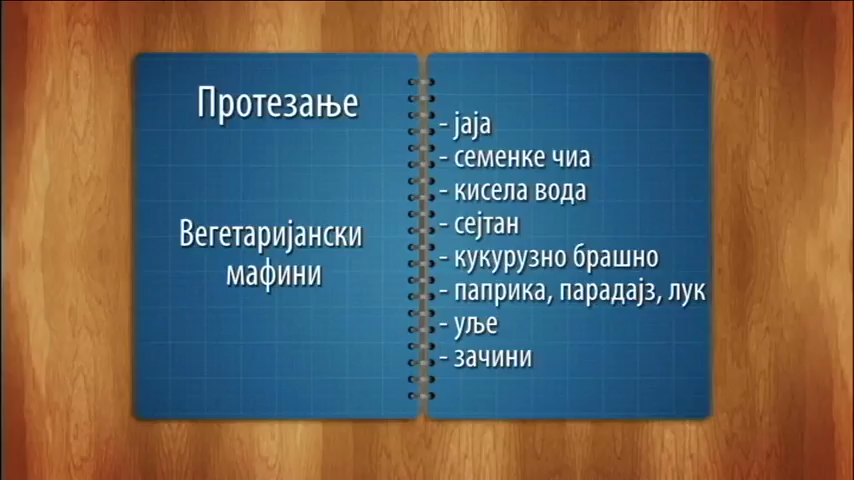 Протезање
Вегетаријански
мафини
- јаја
- семенке чиа
- кисела вода
- сејтан
- кукурузно брашно
- паприка, парадајз, лук
- уље
- зачини